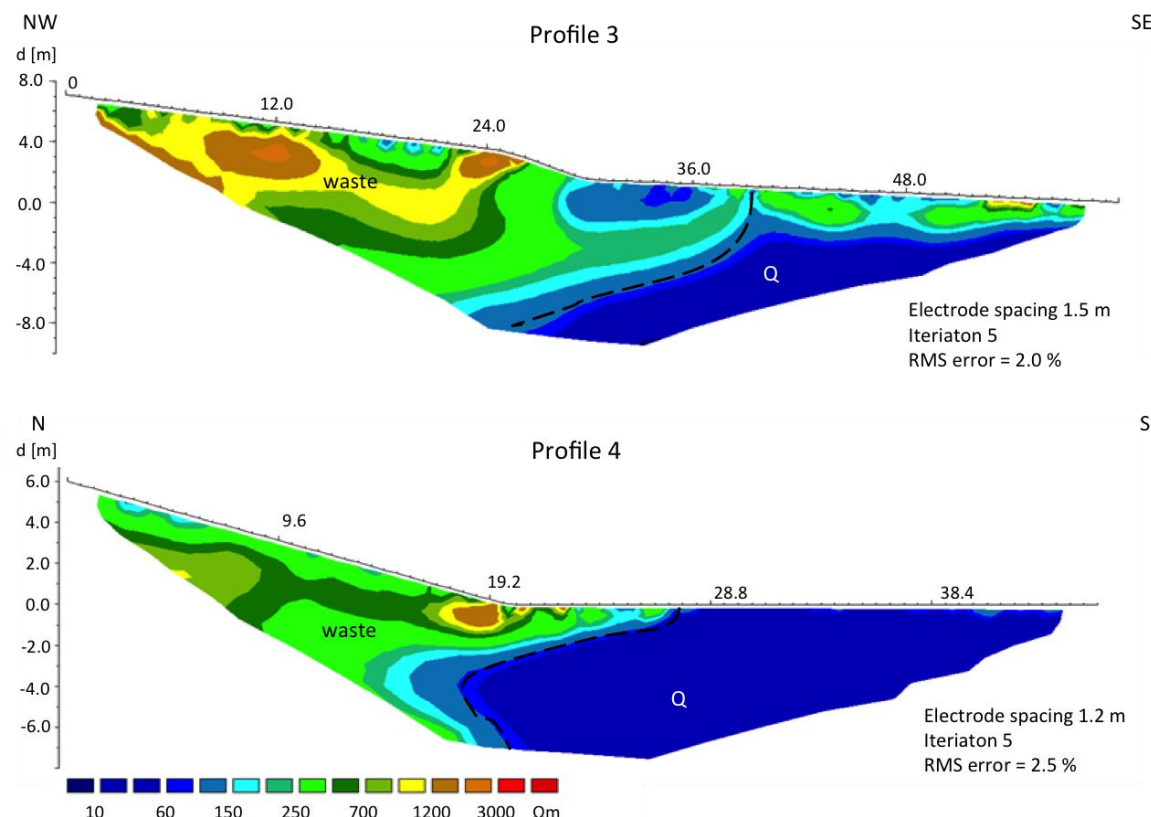 NW
SE
Profile 3
d [m]
8.0
0
12.0
4.0
24.0
waste
36.0
48.0
0.0
-4.0
Q
-8.0
Electrode spacing 1.5 m
Iteriaton 5
RMS error = 2.0 %
N
S
Profile 4
d [m]
6.0
9.6
4.0
2.0
19.2
28.8
38.4
0.0
waste
-2.0
-4.0
Q
-6.0
Electrode spacing 1.2 m
Iteriaton 5
RMS error = 2.5 %
10 60 150 250 700 1200 3000 Ωm